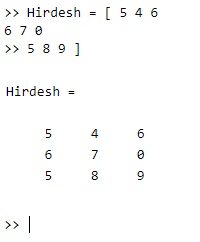 >> Hirdesh = [ 5 4 6
6 7 0
>> 5 8 9 ]
Hirdesh =
5 4 6
6 7 0
5 8 9
>>